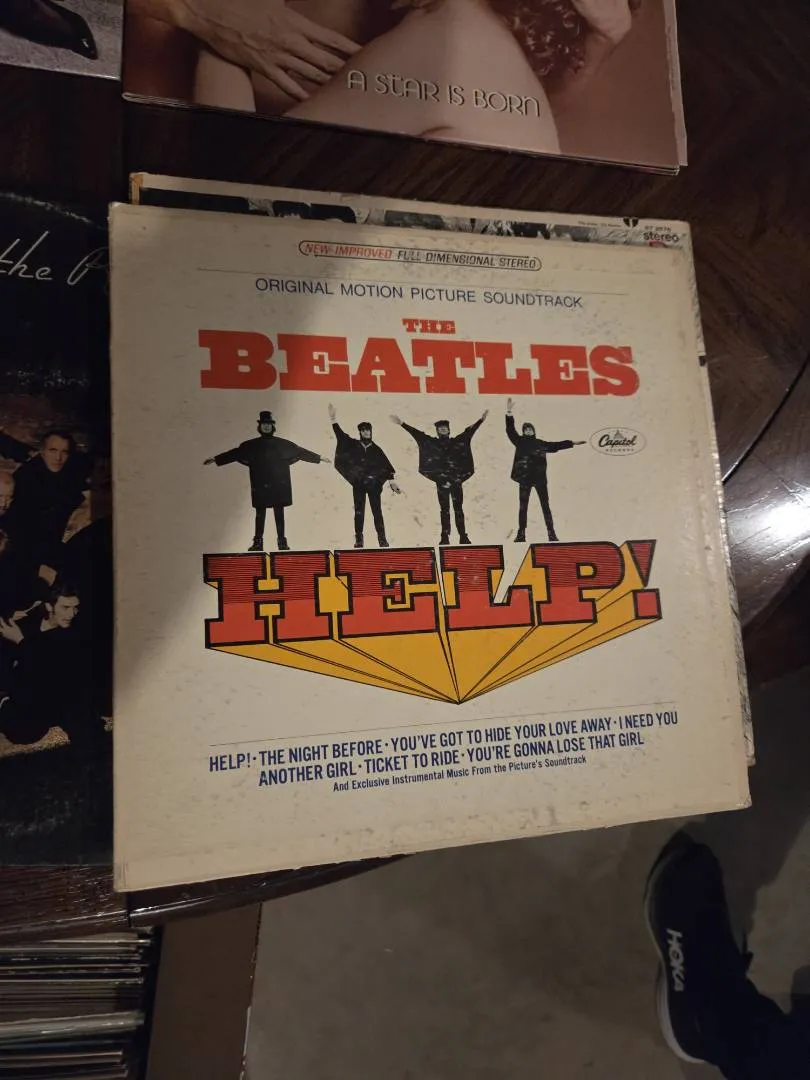 A STAR IS BORN
the
stereo
NEW-IMPROVED FULL DIMENSIONAL STEREO
ORIGINAL MOTION PICTURE SOUNDTRACK
THE
BEATLES
Capitol
RECORDS
HELP!
HELP! · THE NIGHT BEFORE · YOU'VE GOT TO HIDE YOUR LOVE AWAY · I NEED YOU
ANOTHER GIRL · TICKET TO RIDE · YOU'RE GONNA LOSE THAT GIRL
And Exclusive Instrumental Music From the Picture's Soundtrack
HOKA